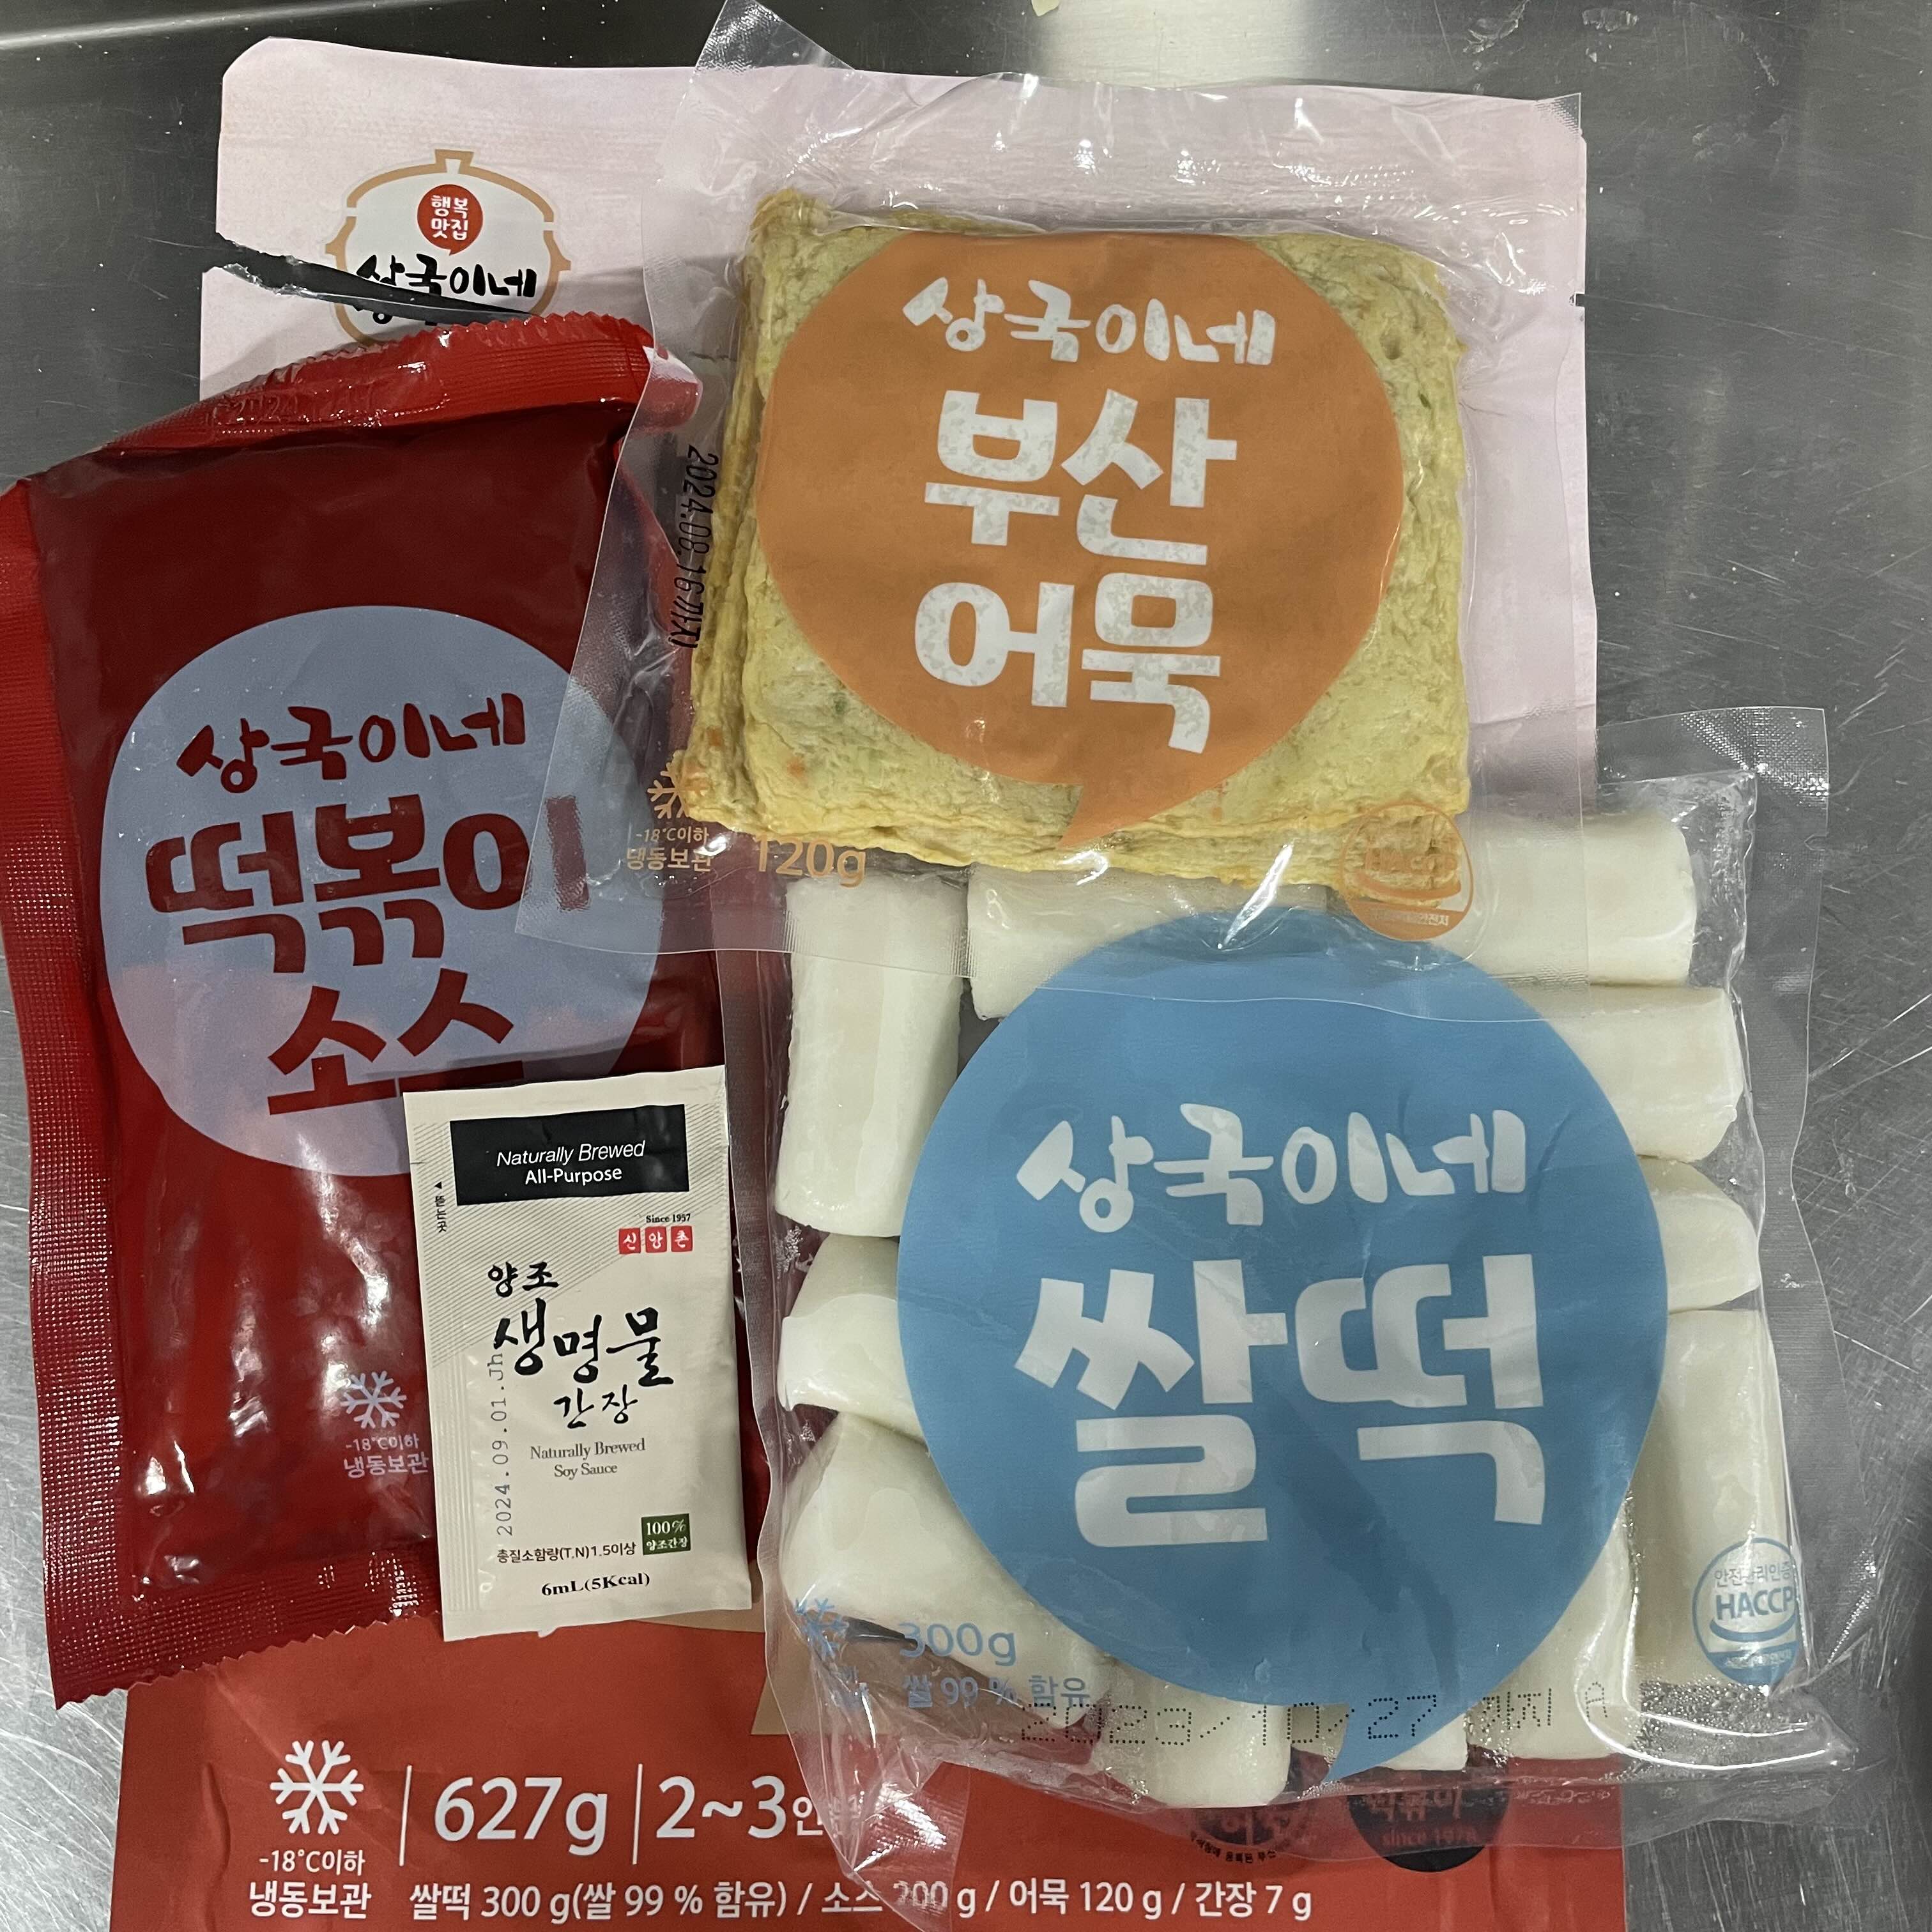 행복
맛집
상국이네
상국이네
부산
어묵
2024.08.16까지
-18°C이하
냉동보관
120g
상국이네
떡볶이
소스
-18°C이하
냉동보관
Naturally Brewed
All-Purpose
Since 1957
신앙촌
양조
생명물
간장
Naturally Brewed
Soy Sauce
2024.09.01.Jh
100%
양조간장
총질소함량(T.N)1.5이상
6mL(5Kcal)
상국이네
쌀떡
HACCP
300g
쌀 99 % 함유
2023/10/27 까지 A
떡볶이
since 1978
627g
2~3
-18°C이하
냉동보관
쌀떡 300 g(쌀 99 % 함유) / 소스 200 g / 어묵 120 g / 간장 7 g